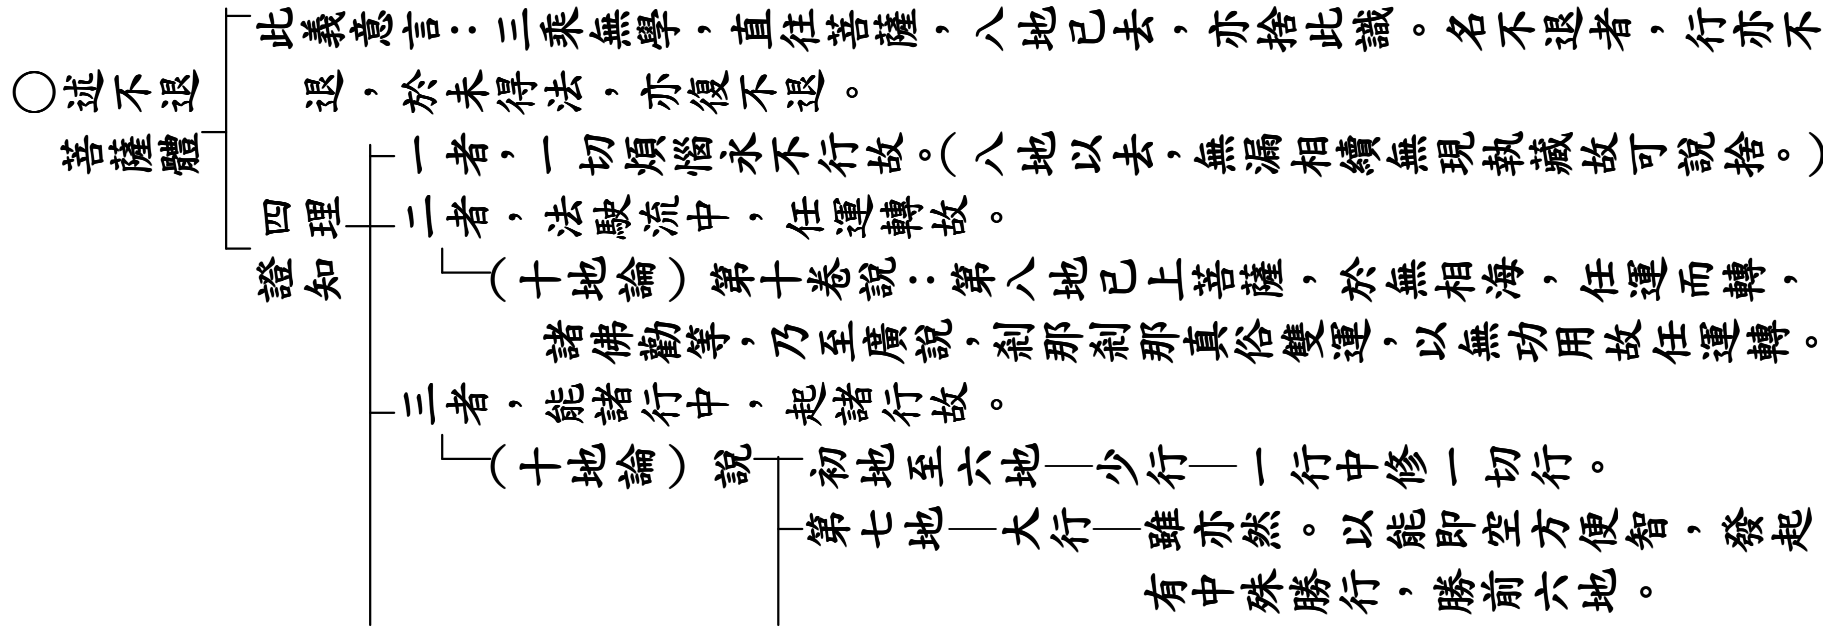 ○述不退
菩薩體
此義意言：三乘無學，直往菩薩，八地已去，亦捨此識。名不退者，行亦不
退，於未得法，亦復不退。
四理
證知
一者，一切煩惱永不行故。（八地以去，無漏相續無現執藏故可說捨。）
二者，法駛流中，任運轉故。
（十地論）第十卷說：第八地已上菩薩，於無相海，任運而轉，
諸佛勸等，乃至廣說，剎那剎那真俗雙運，以無功用故任運轉。
三者，能諸行中，起諸行故。
（十地論）說
初地至六地—少行—一行中修一切行。
第七地—大行—雖亦然。以能即空方便智，發起
有中殊勝行，勝前六地。